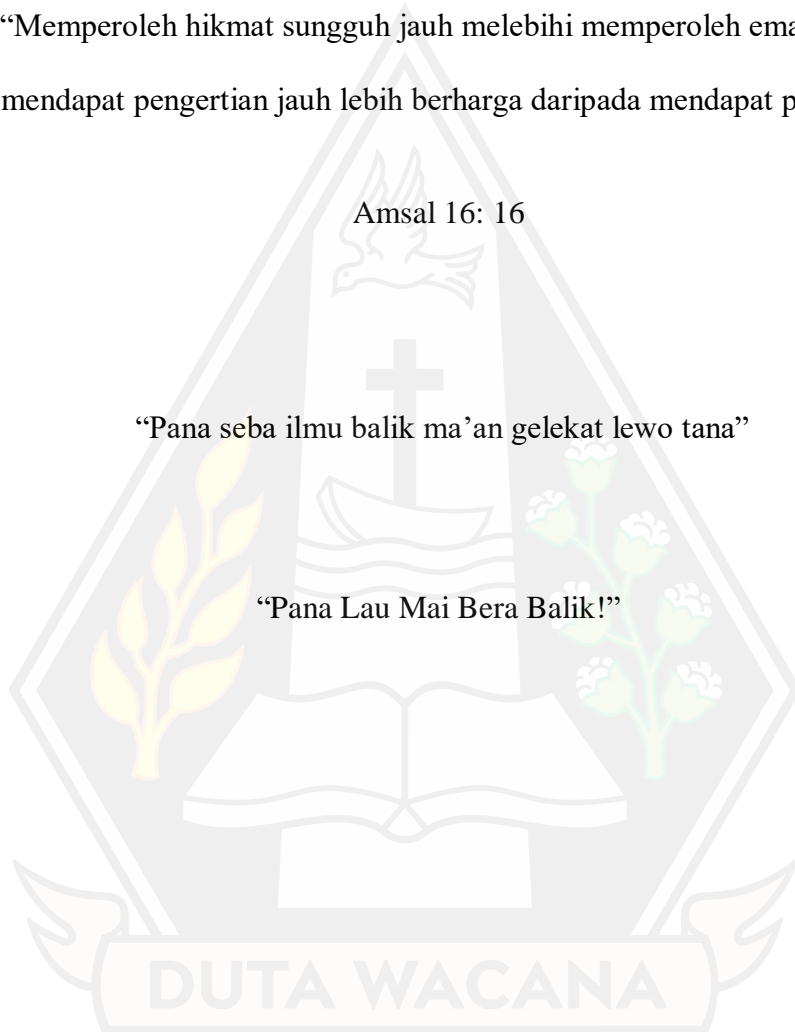 “Memperoleh hikmat sungguh jauh melebihi memperoleh
mendapat pengertian jauh lebih berharga daripada mendapat
Amsal 16: 16
“Pana seba ilmu balik ma’an gelekat lewo tana”
“Pana Lau Mai Bera Balik!”
DUTA WACANA